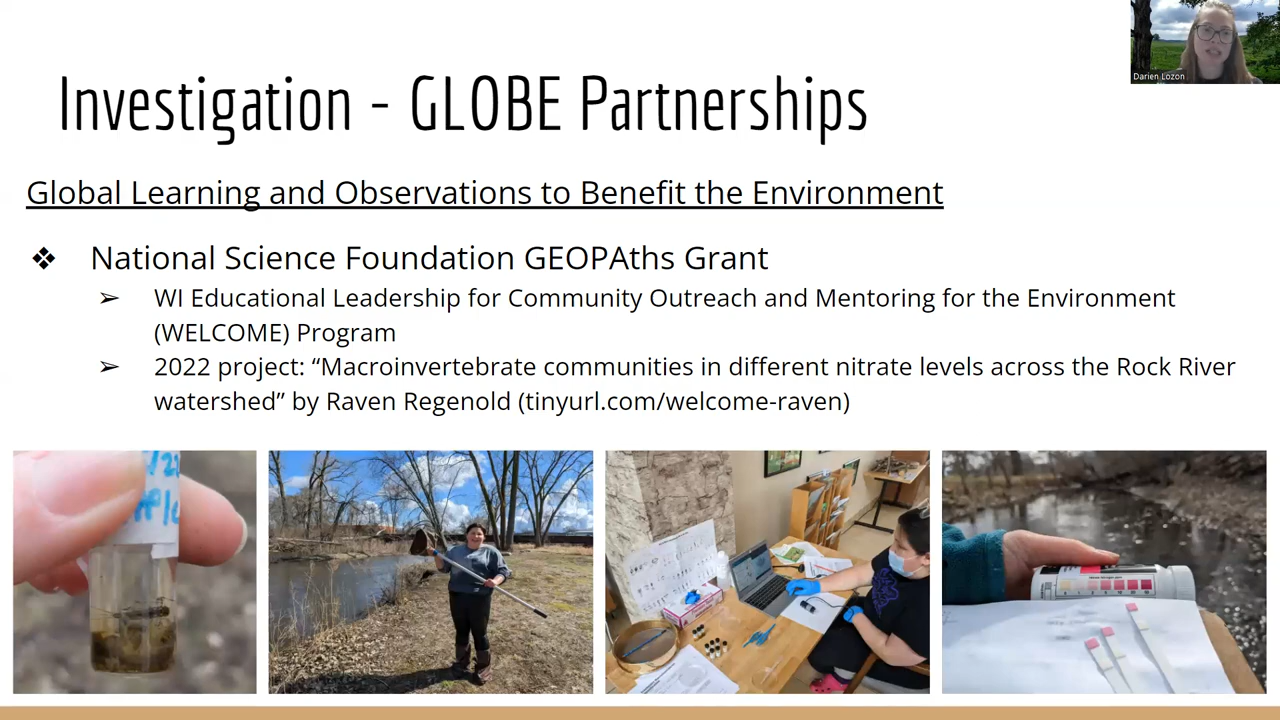 Darien Lozon
Investigation - GLOBE Partnerships
Global Learning and Observations to Benefit the Environment
❖ National Science Foundation GEOPAths Grant
➢ WI Educational Leadership for Community Outreach and Mentoring for the Environment
(WELCOME) Program
➢ 2022 project: “Macroinvertebrate communities in different nitrate levels across the Rock River
watershed” by Raven Regenold (tinyurl.com/welcome-raven)